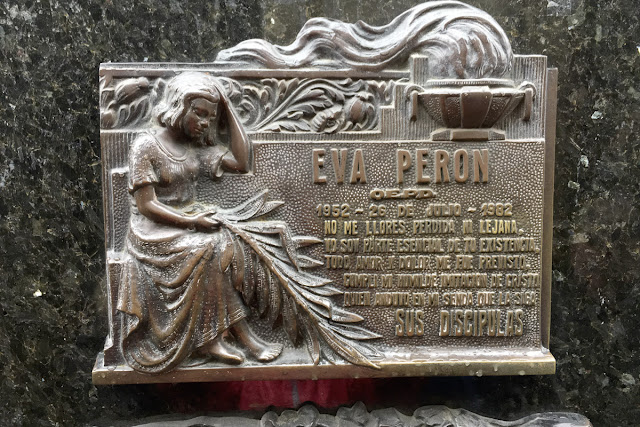 EVA PERON
Q.E.P.D.
1952 - 26 DE JULIO - 1982
NO ME LLORES PERDIDA NI LEJANA.
YO SOY PARTE ESENCIAL DE TU EXISTENCIA
TODO AMOR Y DOLOR ME FUE PREVISTO
CUMPLI MI HUMILDE IMITACION DE CRISTO
QUIEN ANDUVO EN MI SENDA QUE LA SIGA
SUS DISCIPULAS